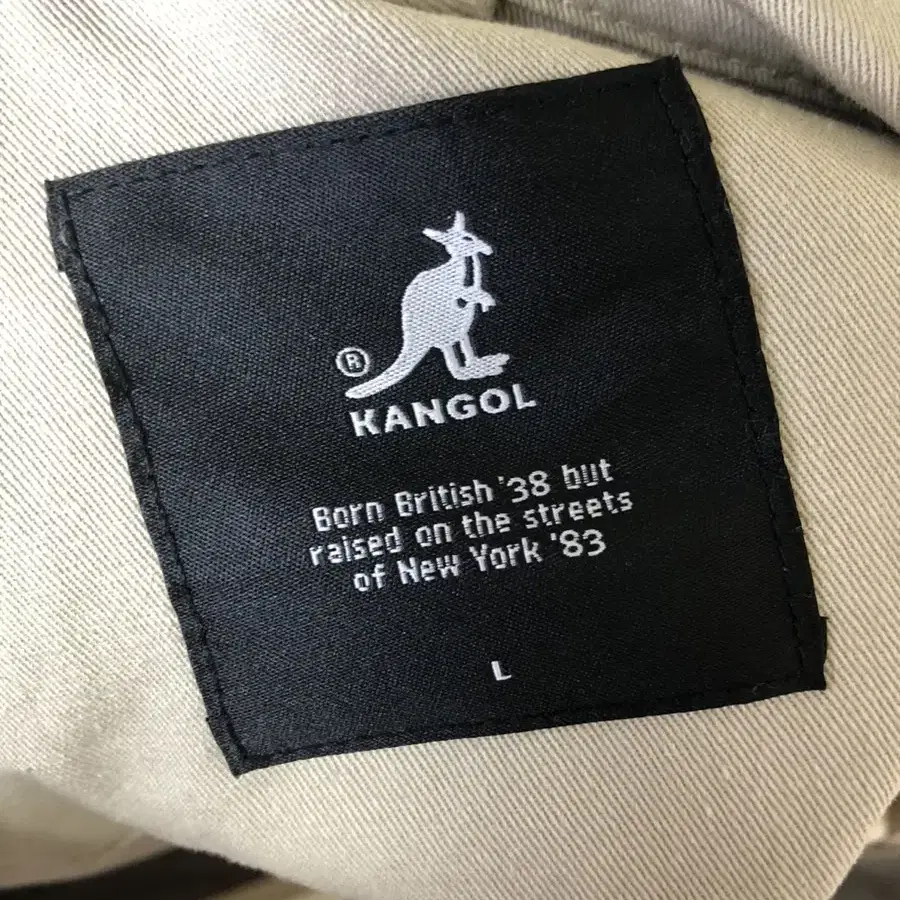 ®
KANGOL
Born British '38 but
raised on the streets
of New York '83
L